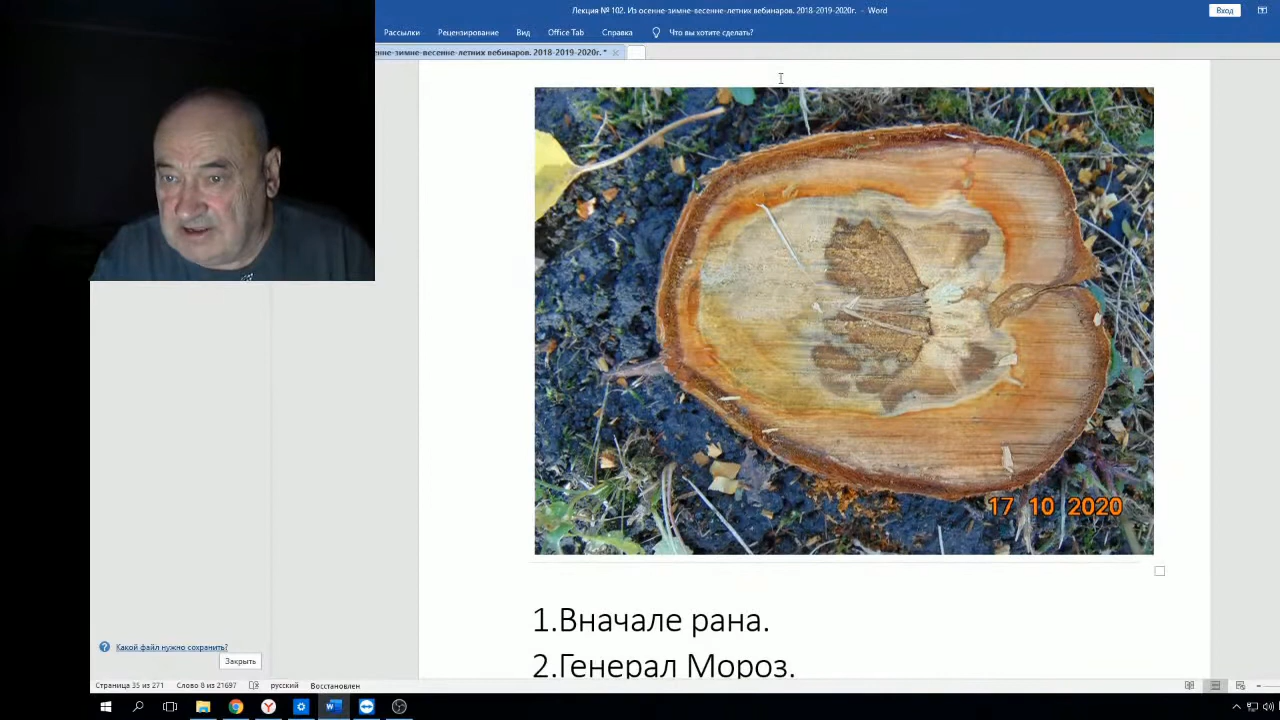 Лекция № 102. Из осенне-зимне-весенне-летних вебинаров. 2018-2019-2020г. - Word
Вход
Рассылки Рецензирование Вид Office Tab Справка Что вы хотите сделать?
нне-зимне-весенне-летних вебинаров. 2018-2019-2020г. *
17 10 2020
1.Вначале рана.
2.Генерал Мороз.
Какой файл нужно сохранить?
Закрыть
Страница 35 из 271 Слово 8 из 21697 русский Восстановлен